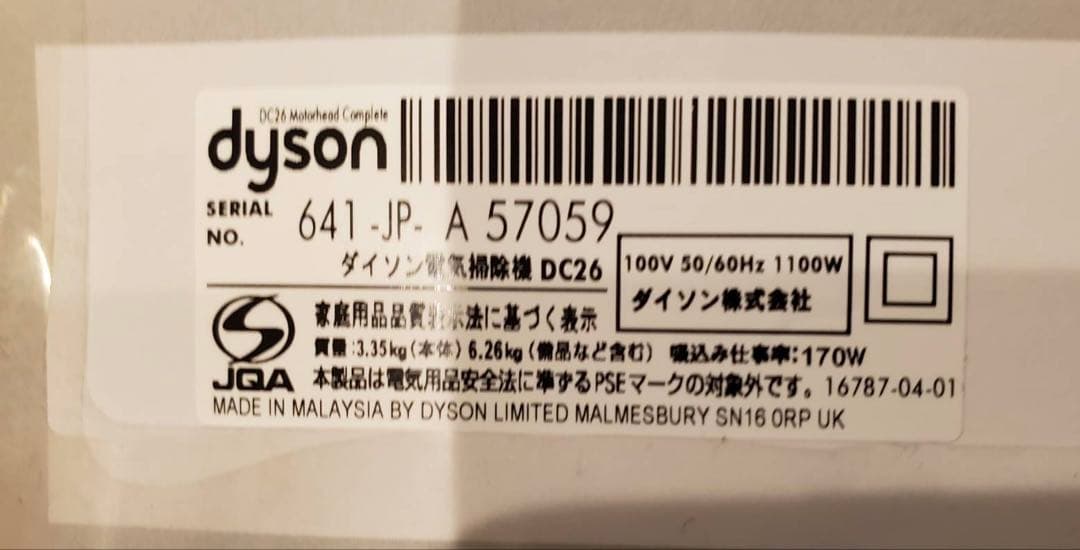 DC26 Motorhead Complete
dyson
SERIAL NO. 641-JP- A 57059
ダイソン電気掃除機 DC26
100V 50/60Hz 1100W
ダイソン株式会社
家庭用品品質表示法に基づく表示
質量:3.35kg(本体) 6.26kg(備品など含む) 吸込み仕事率:170W
JQA 本製品は電気用品安全法に準ずるPSEマークの対象外です。 16787-04-01
MADE IN MALAYSIA BY DYSON LIMITED MALMESBURY SN16 0RP UK